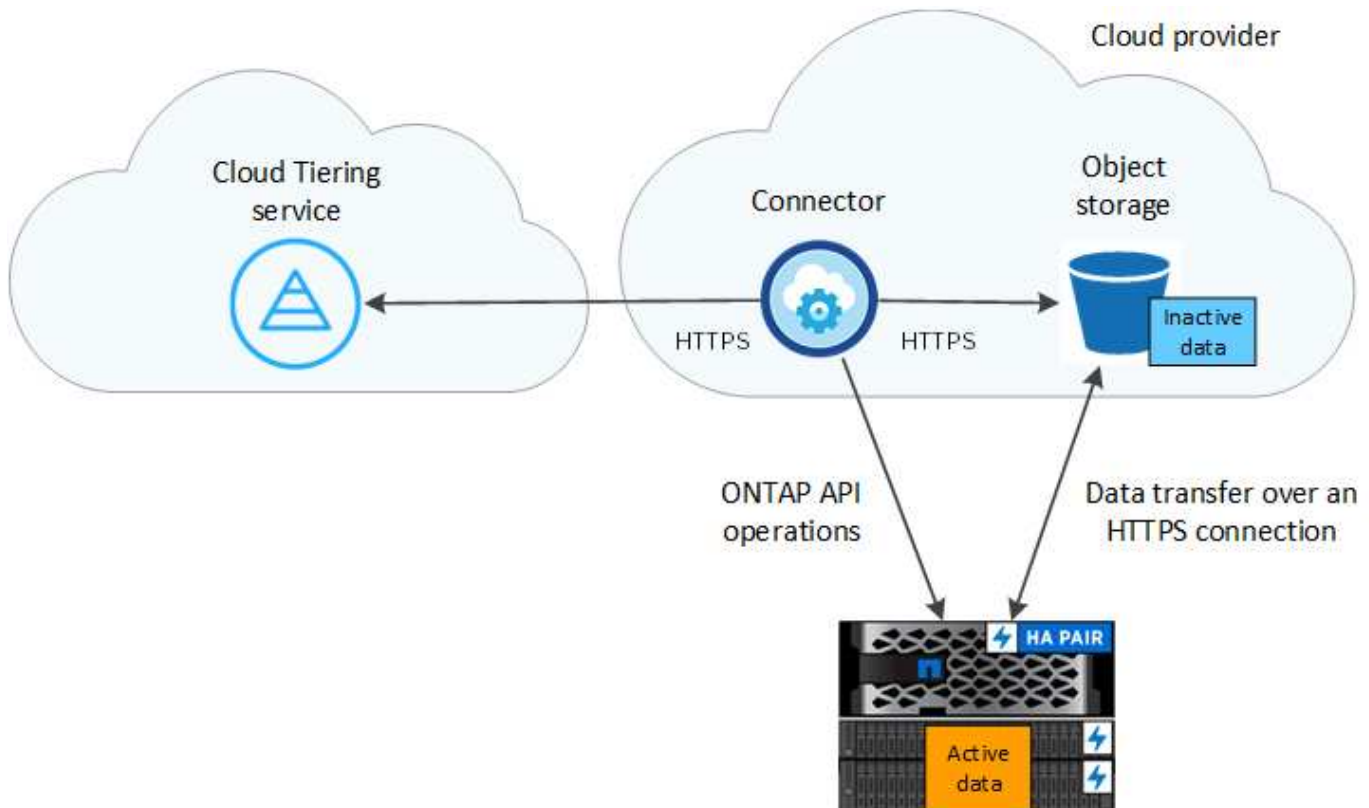 Cloud provider
Cloud Tiering
service
Connector
Object
storage
Inactive
data
HTTPS
HTTPS
ONTAP API
operations
Data transfer over an
HTTPS connection
HA PAIR
Active
data